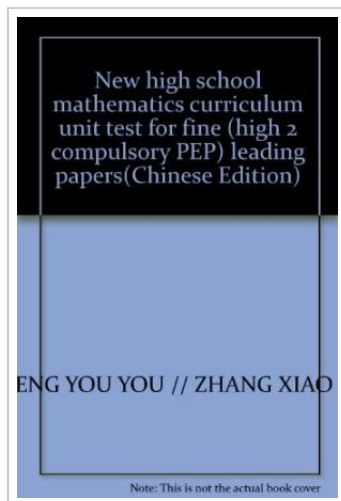 New high school
mathematics curriculum
unit test for fine (high 2
compulsory PEP) leading
papers(Chinese Edition)
ENG YOU YOU // ZHANG XIAO
Note: This is not the actual book cover